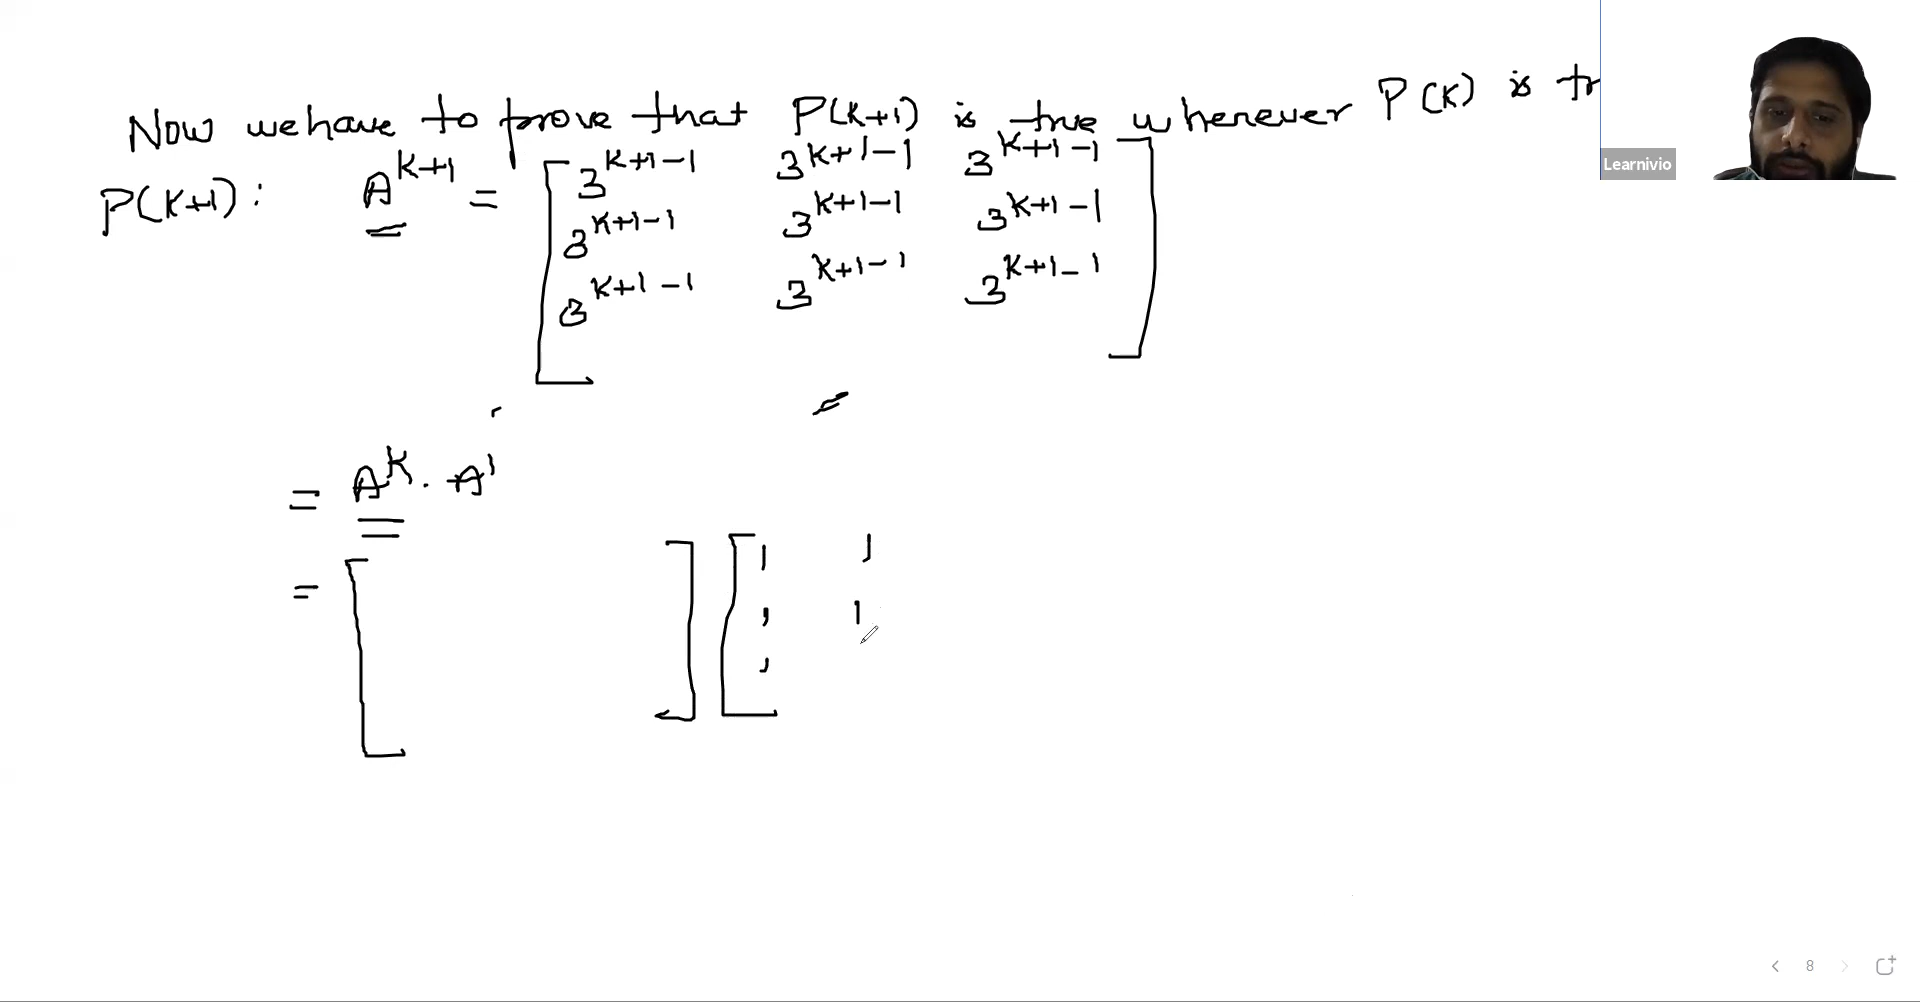 Now we have to prove that P(K+1) is true whenever P(K) is tr
P(K+1): A^K+1 = [ 3^K+1-1 3^K+1-1 3^K+1-1 ]
3^K+1-1 3^K+1-1 3^K+1-1
3^K+1-1 3^K+1-1 3^K+1-1
= A^K . A^1
= [ ] [ 1 1
1 1
1
Learnivio
8